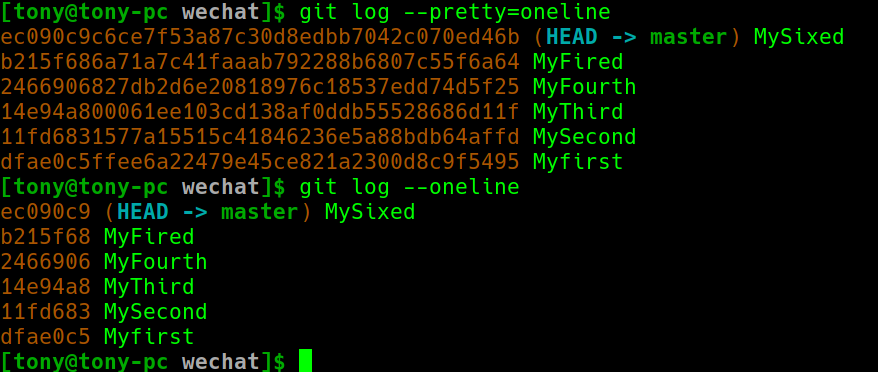 [tony@tony-pc wechat]$ git log --pretty=oneline
ec090c9c6ce7f53a87c30d8edbb7042c070ed46b (HEAD -> master) MySixed
b215f686a71a7c41faaab792288b6807c55f6a64 MyFired
2466906827db2d6e20818976c18537edd74d5f25 MyFourth
14e94a800061ee103cd138af0ddb55528686d11f MyThird
11fd6831577a15515c41846236e5a88bdb64affd MySecond
dfae0c5ffee6a22479e45ce821a2300d8c9f5495 Myfirst
[tony@tony-pc wechat]$ git log --oneline
ec090c9 (HEAD -> master) MySixed
b215f68 MyFired
2466906 MyFourth
14e94a8 MyThird
11fd683 MySecond
dfae0c5 Myfirst
[tony@tony-pc wechat]$